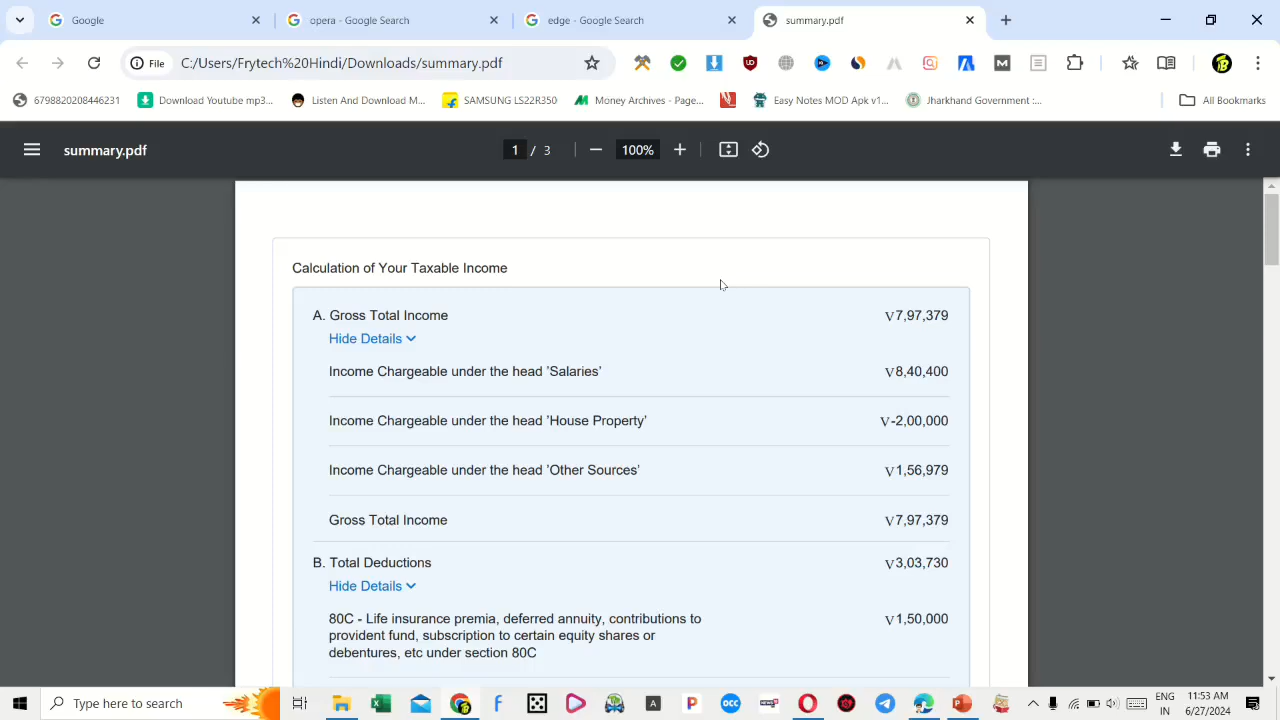 Google
opera - Google Search
edge - Google Search
summary.pdf
File
C:/Users/Frytech%20Hindi/Downloads/summary.pdf
6798820208446231
Download Youtube mp3...
Listen And Download M...
SAMSUNG LS22R350
Money Archives - Page...
Easy Notes MOD Apk v1...
Jharkhand Government :...
All Bookmarks
summary.pdf
1 / 3
100%
Calculation of Your Taxable Income
A. Gross Total Income V7,97,379
Hide Details
Income Chargeable under the head 'Salaries' V8,40,400
Income Chargeable under the head 'House Property' V-2,00,000
Income Chargeable under the head 'Other Sources' V1,56,979
Gross Total Income V7,97,379
B. Total Deductions V3,03,730
Hide Details
80C - Life insurance premia, deferred annuity, contributions to V1,50,000
provident fund, subscription to certain equity shares or
debentures, etc under section 80C
Type here to search
ENG
IN
11:53 AM
6/27/2024